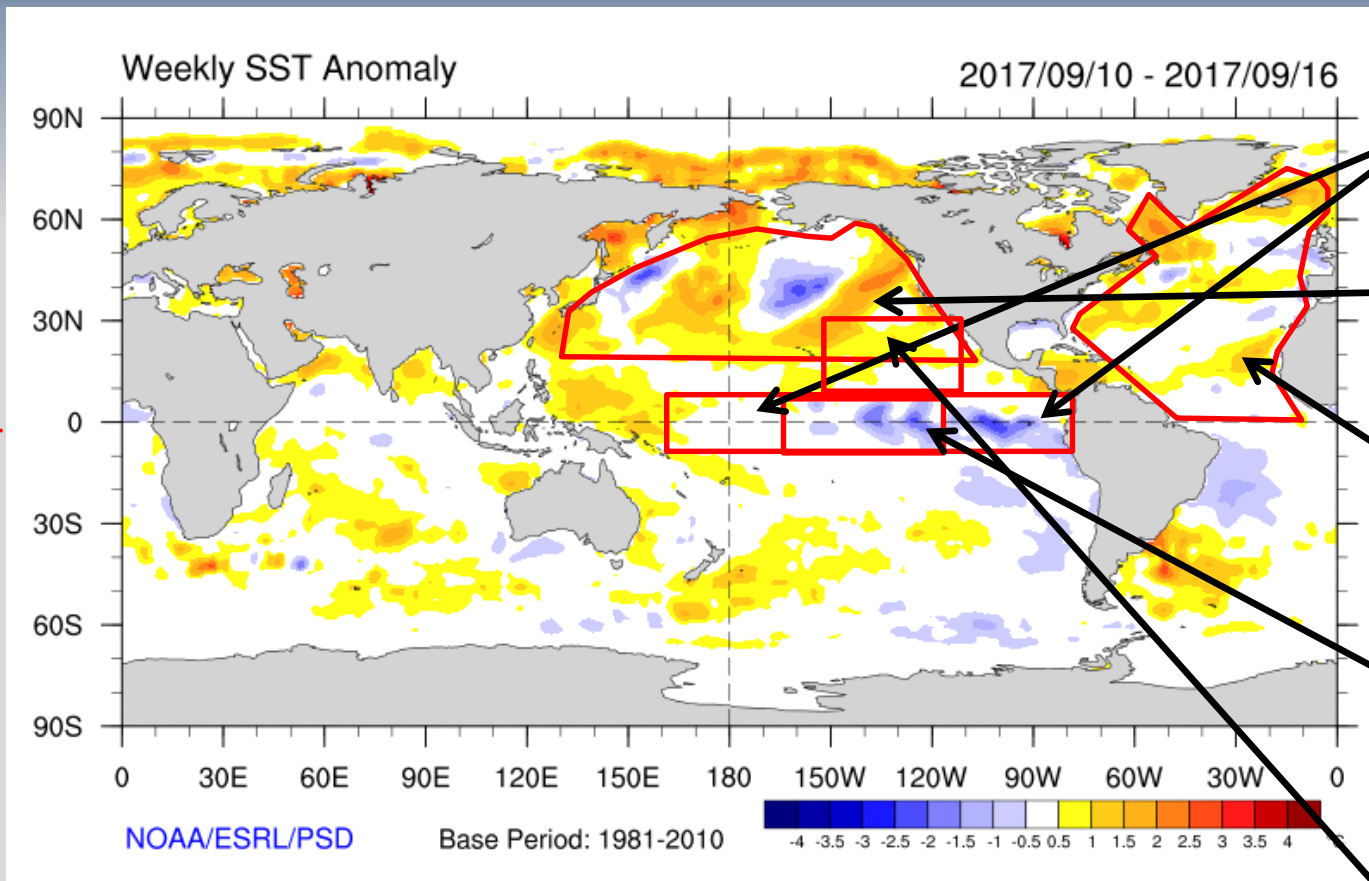 Weekly SST Anomaly
2017/09/10 - 2017/09/16
90N
60N
30N
0
30S
60S
90S
0 30E 60E 90E 120E 150E 180 150W 120W 90W 60W 30W 0
NOAA/ESRL/PSD
Base Period: 1981-2010
-4 -3.5 -3 -2.5 -2 -1.5 -1 -0.5 0.5 1 1.5 2 2.5 3 3.5 4